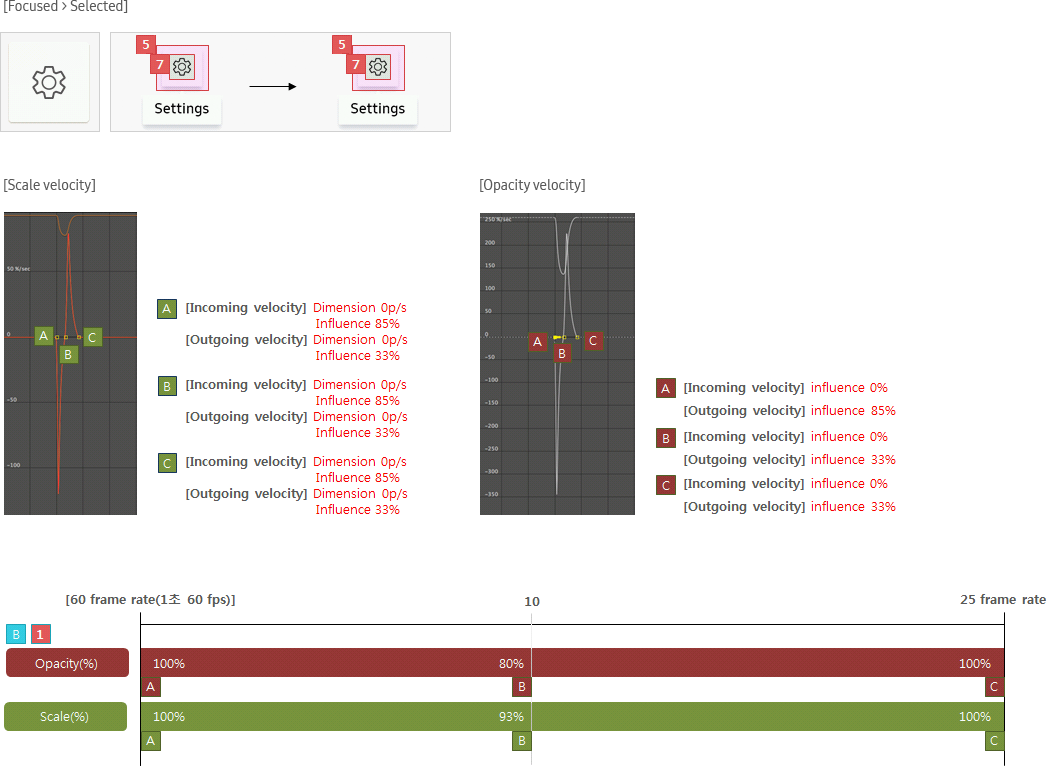 [Focused > Selected]
5
7
Settings
5
7
Settings
[Scale velocity]
50 %/sec
0
-50
-100
A
B
C
A [Incoming velocity] Dimension 0p/s
Influence 85%
[Outgoing velocity] Dimension 0p/s
Influence 33%
B [Incoming velocity] Dimension 0p/s
Influence 85%
[Outgoing velocity] Dimension 0p/s
Influence 33%
C [Incoming velocity] Dimension 0p/s
Influence 85%
[Outgoing velocity] Dimension 0p/s
Influence 33%
[Opacity velocity]
250 %/sec
200
150
100
50
0
-50
-100
-150
-200
-250
-300
-350
A
B
C
A [Incoming velocity] influence 0%
[Outgoing velocity] influence 85%
B [Incoming velocity] influence 0%
[Outgoing velocity] influence 33%
C [Incoming velocity] influence 0%
[Outgoing velocity] influence 33%
[60 frame rate(1초 60 fps)]
10
25 frame rate
B 1
Opacity(%) 100% 80% 100%
A B C
Scale(%) 100% 93% 100%
A B C